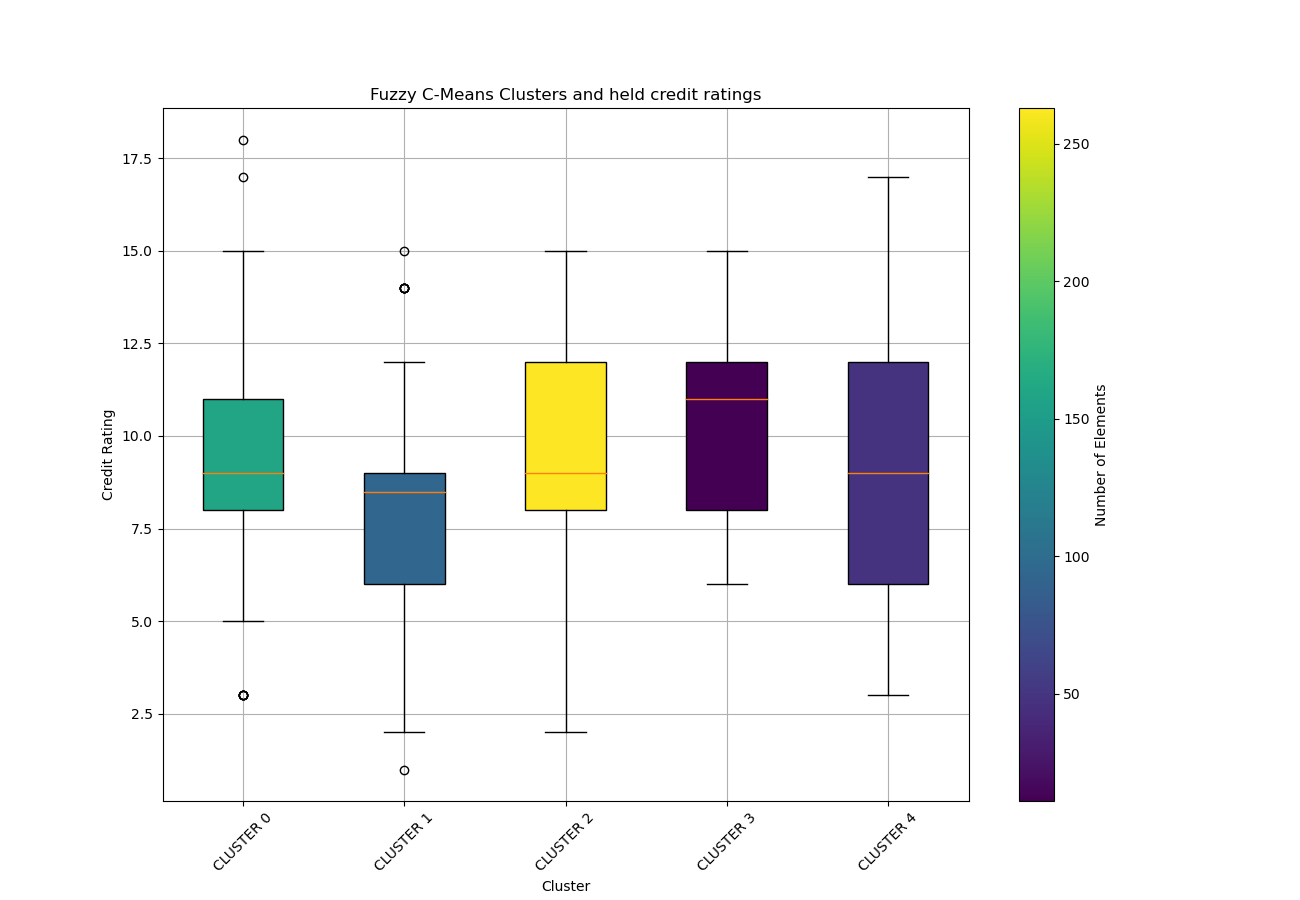 Fuzzy C-Means Clusters and held credit ratings
17.5
15.0
12.5
10.0
7.5
5.0
2.5
Credit Rating
CLUSTER 0
CLUSTER 1
CLUSTER 2
CLUSTER 3
CLUSTER 4
Cluster
250
200
150
100
50
Number of Elements